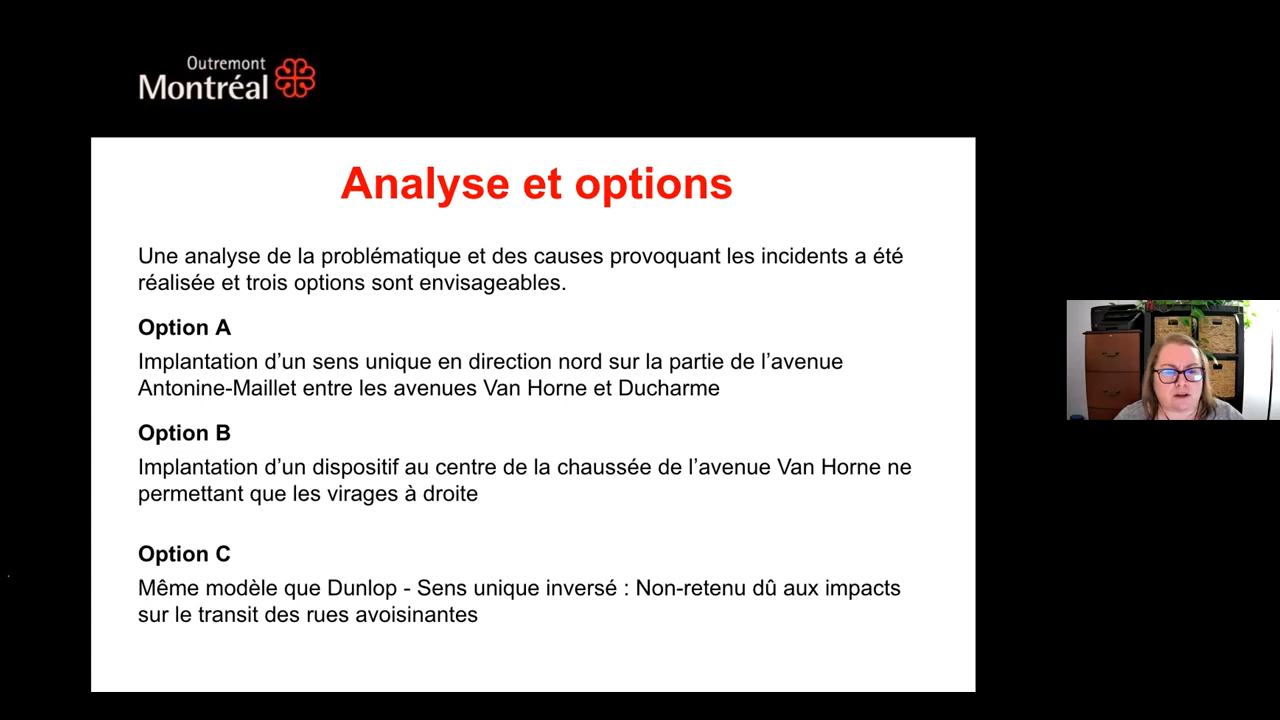 Outremont
Montréal
Analyse et options
Une analyse de la problématique et des causes provoquant les incidents a été
réalisée et trois options sont envisageables.
Option A
Implantation d’un sens unique en direction nord sur la partie de l’avenue
Antonine-Maillet entre les avenues Van Horne et Ducharme
Option B
Implantation d’un dispositif au centre de la chaussée de l’avenue Van Horne ne
permettant que les virages à droite
Option C
Même modèle que Dunlop - Sens unique inversé : Non-retenu dû aux impacts
sur le transit des rues avoisinantes